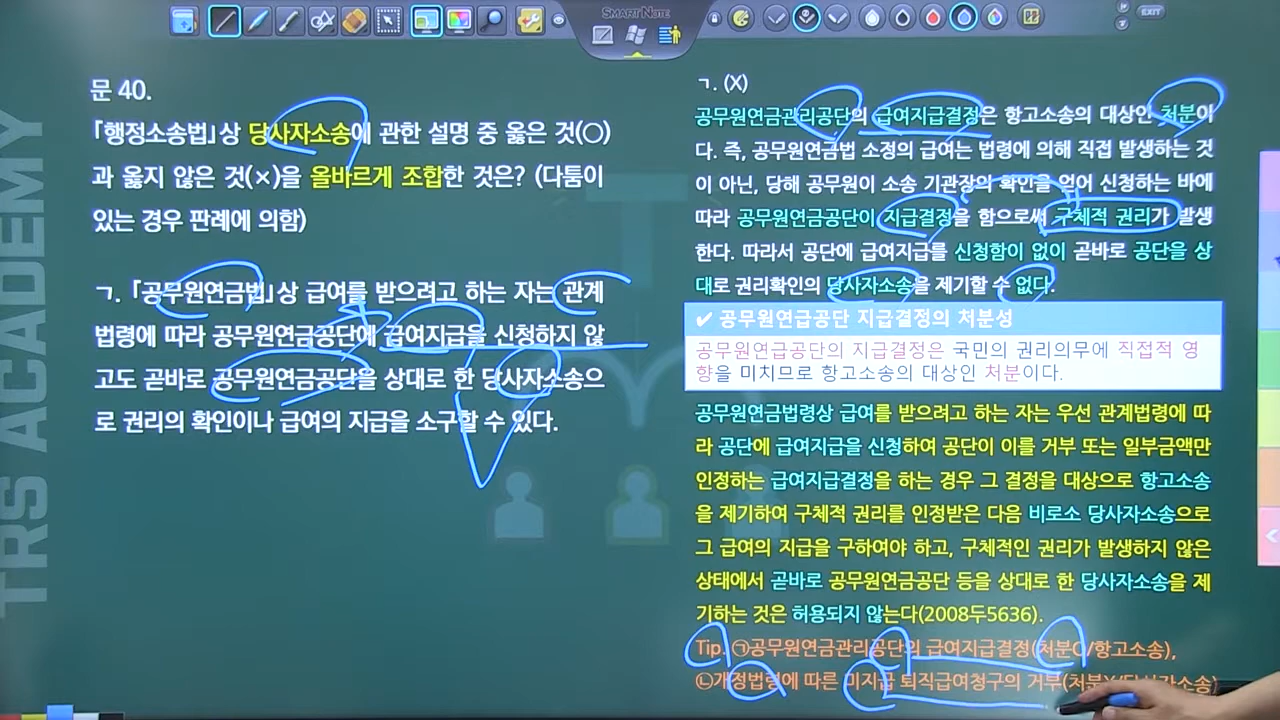 SMARTNOTE
EXIT
TRS ACADEMY
문 40.
「행정소송법」상 당사자소송에 관한 설명 중 옳은 것(○)
과 옳지 않은 것(×)을 올바르게 조합한 것은? (다툼이
있는 경우 판례에 의함)
ㄱ. 「공무원연금법」상 급여를 받으려고 하는 자는 관계
법령에 따라 공무원연금공단에 급여지급을 신청하지 않
고도 곧바로 공무원연금공단을 상대로 한 당사자소송으
로 권리의 확인이나 급여의 지급을 소구할 수 있다.
ㄱ. (X)
공무원연금관리공단의 급여지급결정은 항고소송의 대상인 처분이
다. 즉, 공무원연금법 소정의 급여는 법령에 의해 직접 발생하는 것
이 아닌, 당해 공무원이 소송 기관장의 확인을 얻어 신청하는 바에
따라 공무원연금공단이 지급결정을 함으로써 구체적 권리가 발생
한다. 따라서 공단에 급여지급를 신청함이 없이 곧바로 공단을 상
대로 권리확인의 당사자소송을 제기할 수 없다.
✔ 공무원연급공단 지급결정의 처분성
공무원연급공단의 지급결정은 국민의 권리의무에 직접적 영
향을 미치므로 항고소송의 대상인 처분이다.
공무원연금법령상 급여를 받으려고 하는 자는 우선 관계법령에 따
라 공단에 급여지급을 신청하여 공단이 이를 거부 또는 일부금액만
인정하는 급여지급결정을 하는 경우 그 결정을 대상으로 항고소송
을 제기하여 구체적 권리를 인정받은 다음 비로소 당사자소송으로
그 급여의 지급을 구하여야 하고, 구체적인 권리가 발생하지 않은
상태에서 곧바로 공무원연금공단 등을 상대로 한 당사자소송을 제
기하는 것은 허용되지 않는다(2008두5636).
Tip. ㉠공무원연금관리공단의 급여지급결정(처분O/항고소송),
㉡개정법령에 따른 미지급 퇴직급여청구의 거부(처분X/당사자소송)